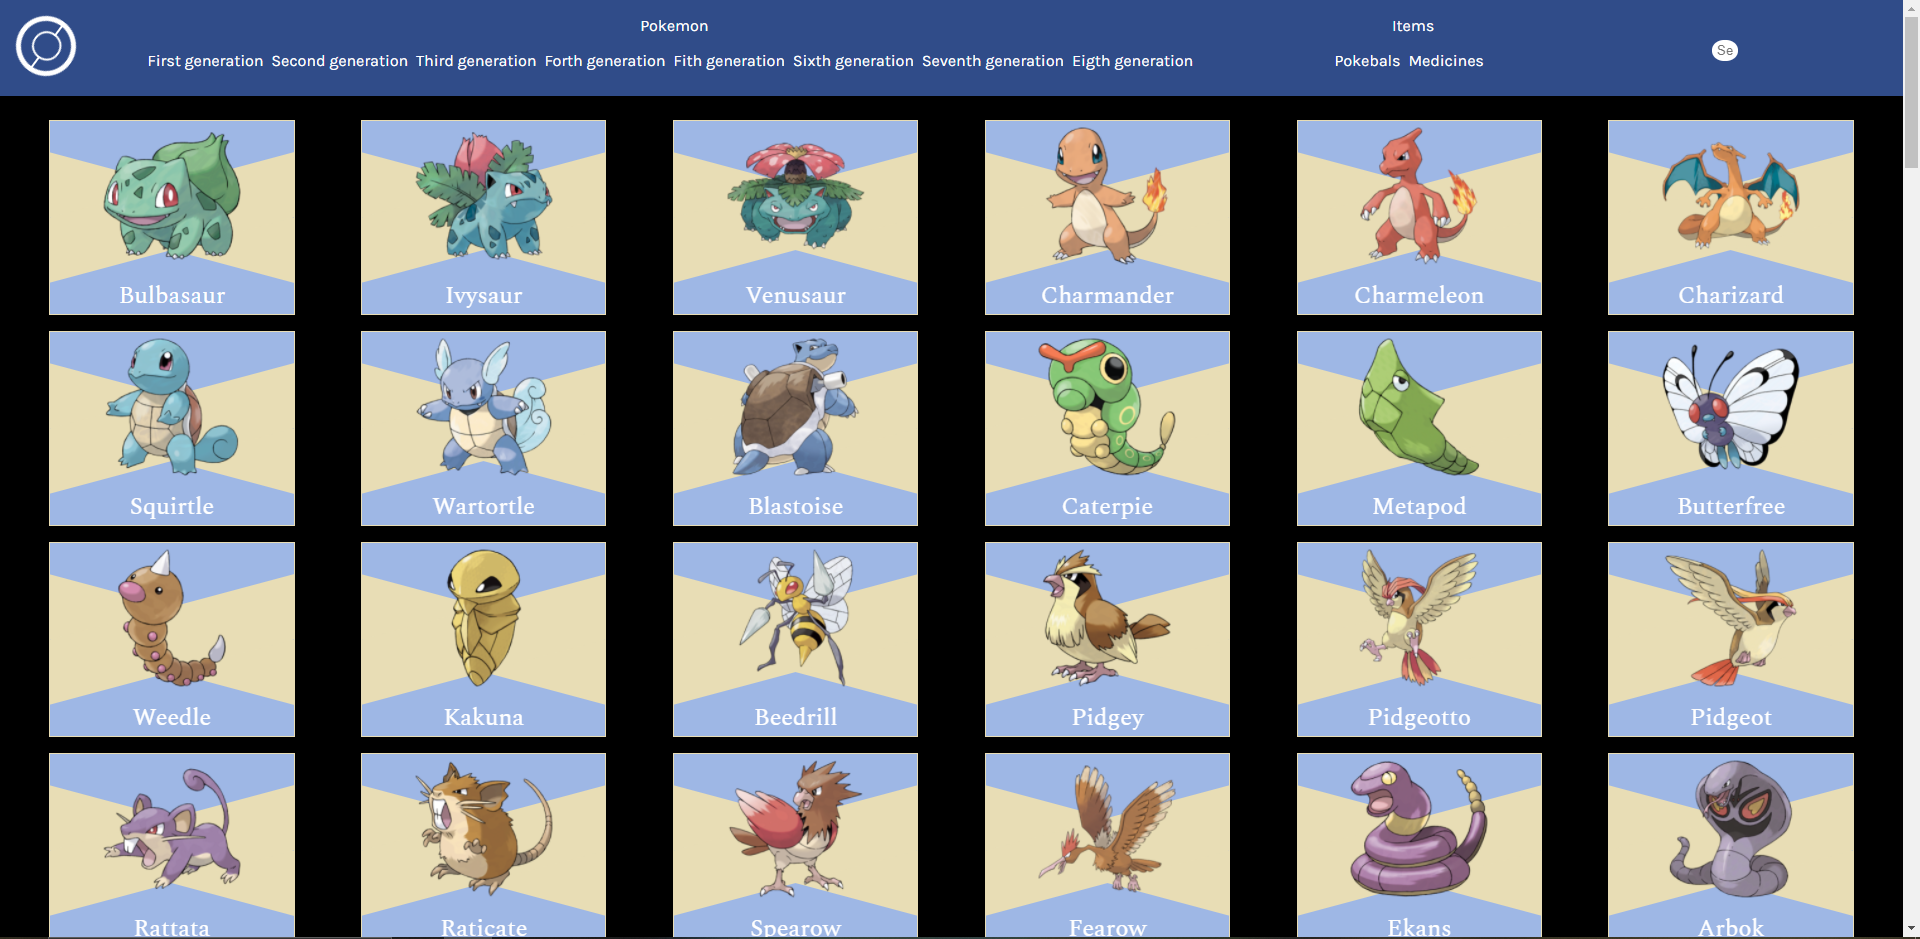 Pokemon
Items
First generation Second generation Third generation Forth generation Fith generation Sixth generation Seventh generation Eigth generation
Pokebals Medicines
Se
Bulbasaur Ivysaur Venusaur Charmander Charmeleon Charizard
Squirtle Wartortle Blastoise Caterpie Metapod Butterfree
Weedle Kakuna Beedrill Pidgey Pidgeotto Pidgeot
Rattata Raticate Spearow Fearow Ekans Arbok